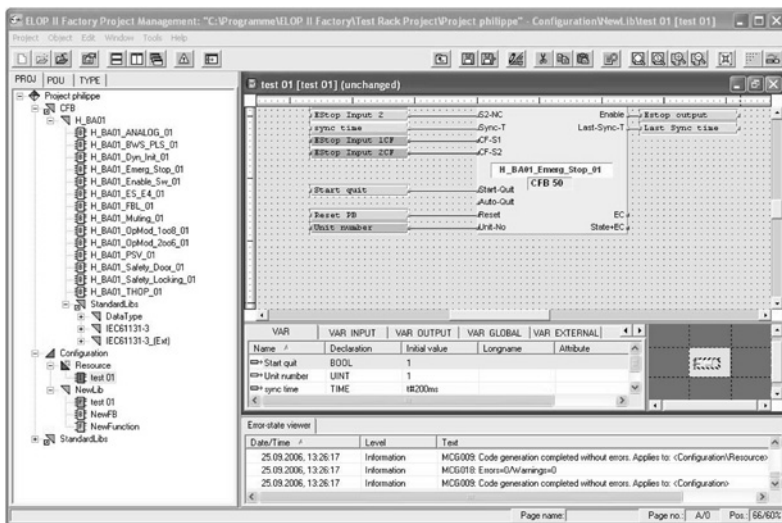 ELOP II Factory Project Management: "C:\Programme\ELOP II Factory\Test Rack Project\Project philippe" - Configuration\NewLib\test 01 [test 01]
Project Object Edit Window Tools Help
PROJ POU TYPE
Project philippe
CFB
H_BA01
H_BA01_ANALOG_01
H_BA01_BWS_PLS_01
H_BA01_Dyn_Init_01
H_BA01_Emerg_Stop_01
H_BA01_Enable_Sw_01
H_BA01_ES_E4_01
H_BA01_FBL_01
H_BA01_Muting_01
H_BA01_OpMod_1oo8_01
H_BA01_OpMod_2oo6_01
H_BA01_PSV_01
H_BA01_Safety_Door_01
H_BA01_Safety_Locking_01
H_BA01_THOP_01
StandardLibs
DataType
IEC61131-3
IEC61131-3_(Ext)
Configuration
Resource
test 01
NewLib
test 01
NewFB
NewFunction
StandardLibs
test 01 [test 01] (unchanged)
EStop Input 2 S2-NC Enable Estop output
sync time Sync-T Last-Sync-T Last Sync time
EStop Input 1CF CF-S1
EStop Input 2CF CF-S2
H_BA01_Emerg_Stop_01
CFB 50
Start quit Start-Quit
Auto-Quit
Reset PB Reset EC
Unit number Unit-No State+EC
VAR VAR INPUT VAR OUTPUT VAR GLOBAL VAR EXTERNAL
Name Declaration Initial value Longname Attribute
Start quit BOOL 1
Unit number UINT 1
sync time TIME t#200ms
Error-state viewer
Date/Time Level Text
25.09.2006, 13:26:17 Information MCG009: Code generation completed without errors. Applies to: <Configuration\Resource>
25.09.2006, 13:26:17 Information MCG018: Errors=0/Warnings=0
25.09.2006, 13:26:17 Information MCG009: Code generation completed without errors. Applies to: <Configuration>
Page name: Page no.: A/0 Pos.: 66/60%